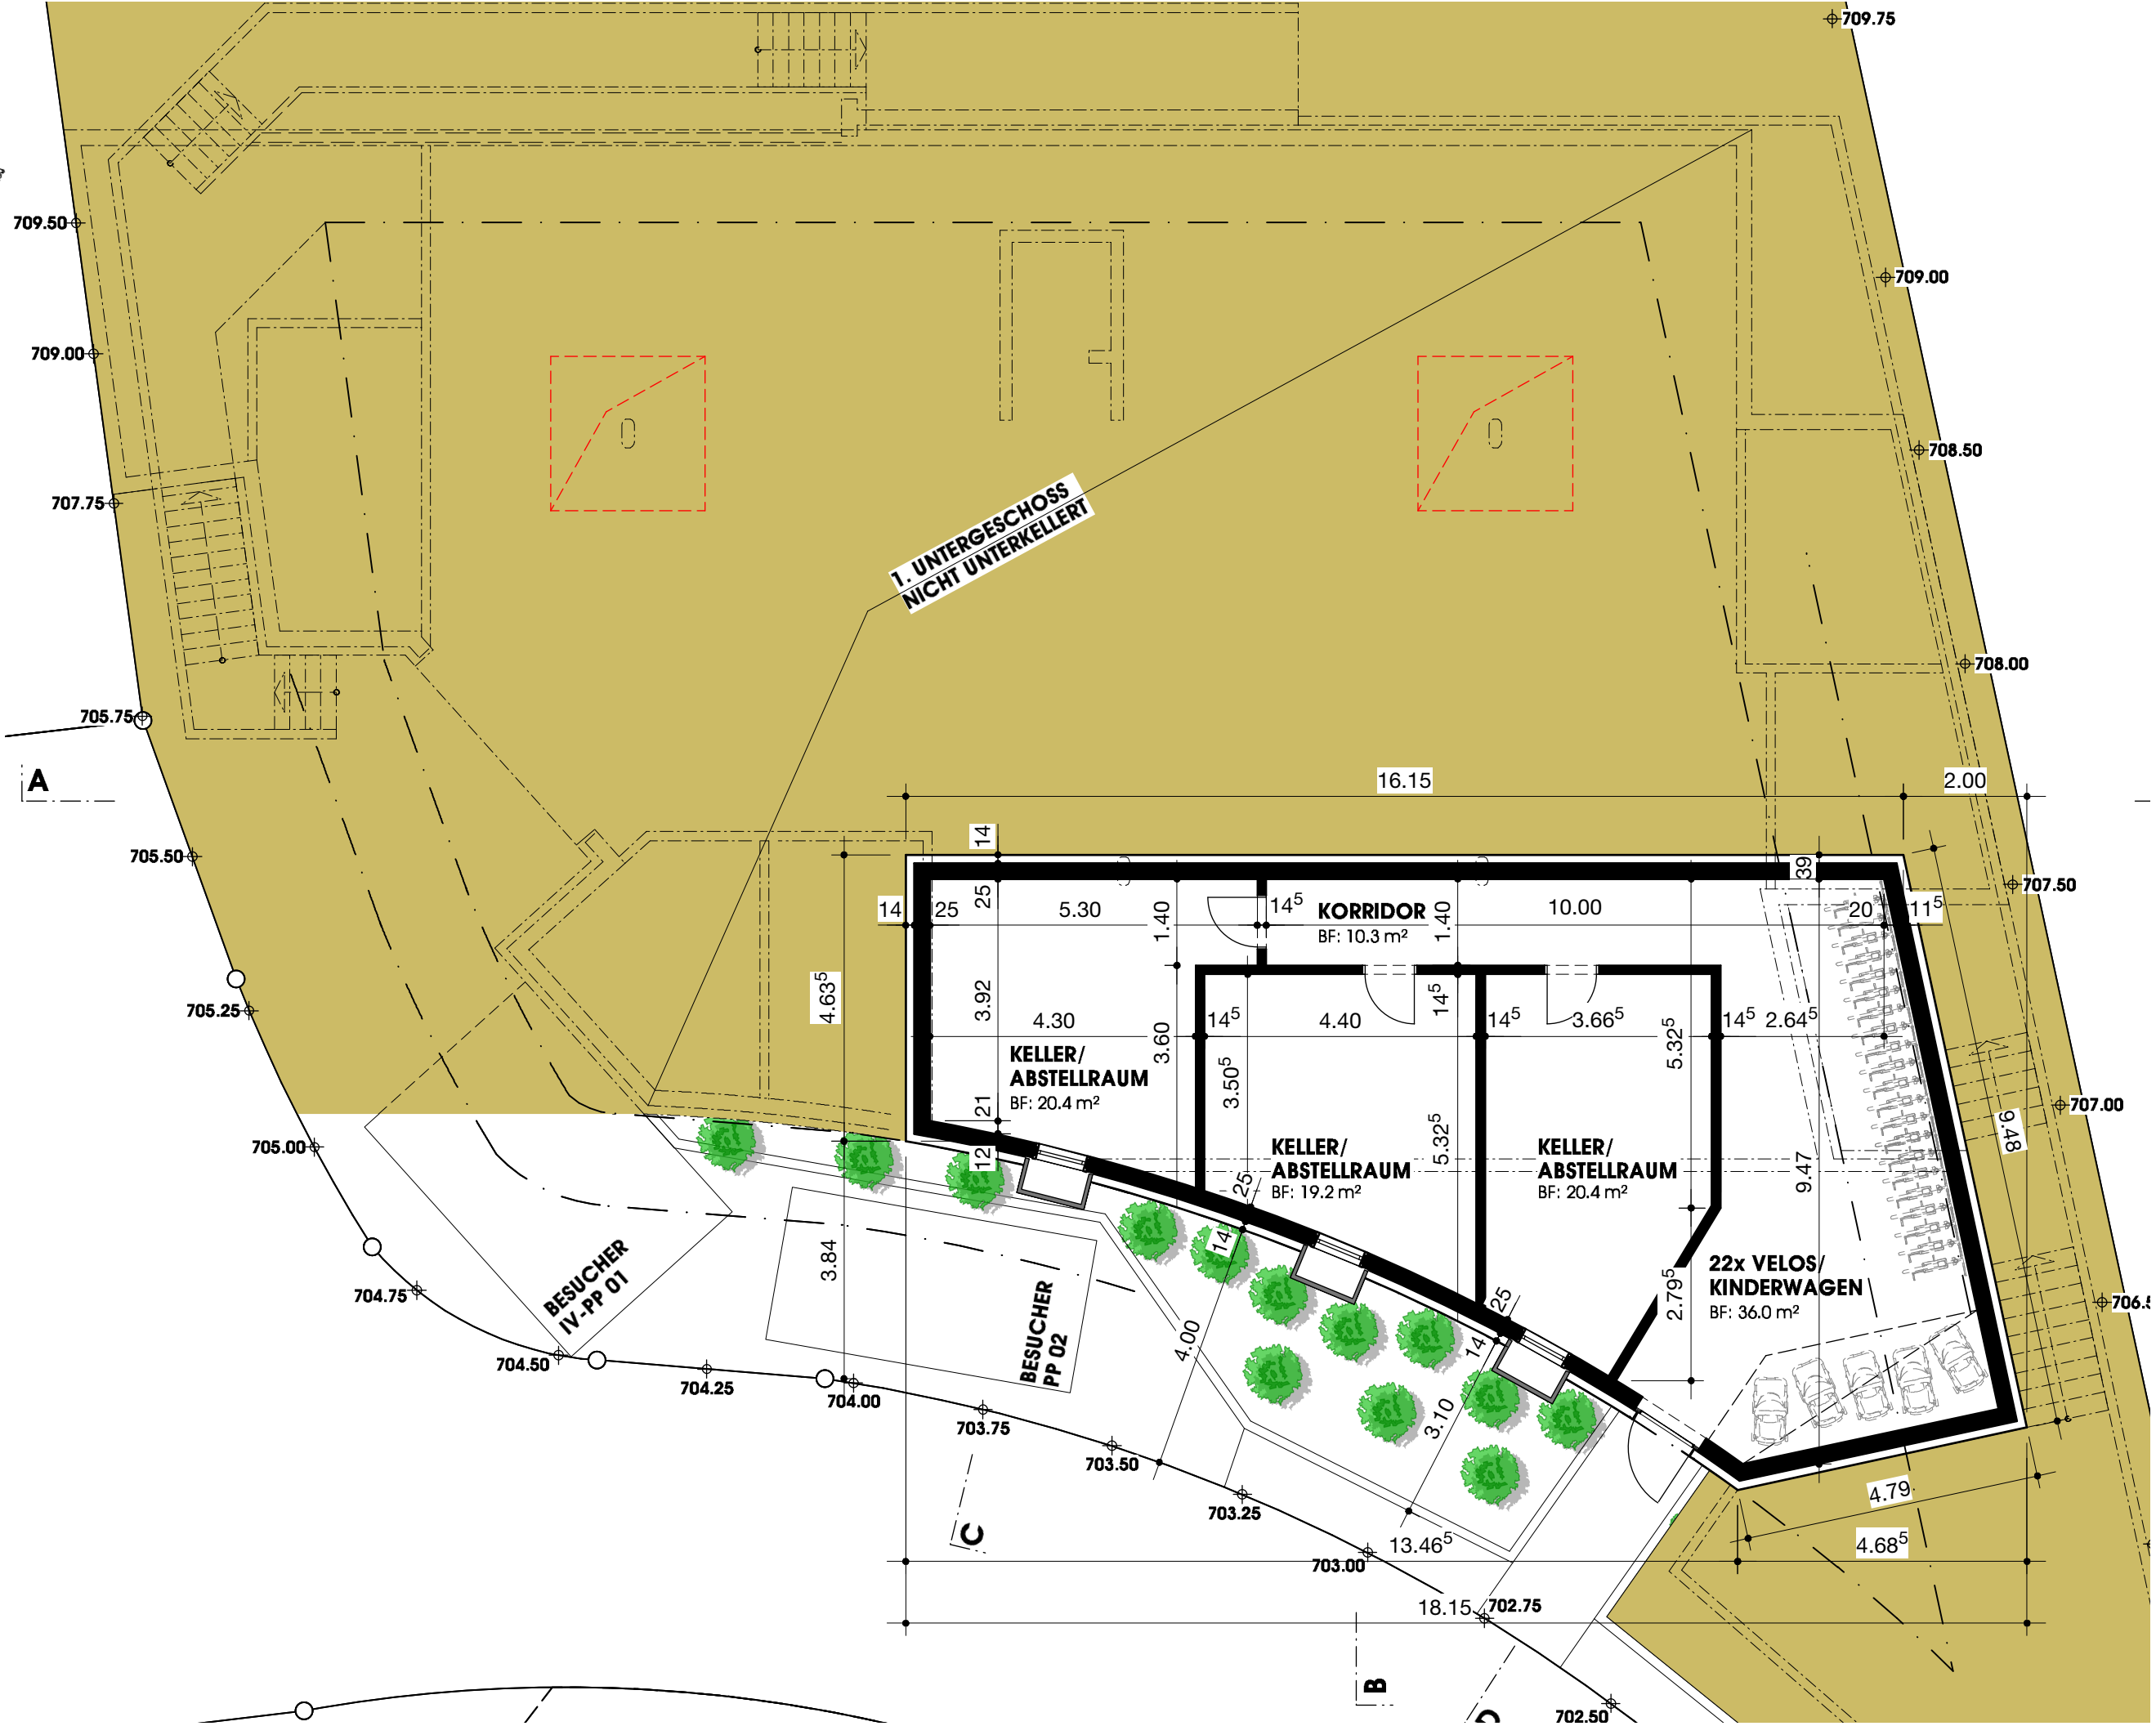 709.75
709.50
709.00
709.00
708.50
707.75
1. UNTERGESCHOSS
NICHT UNTERKELLERT
708.00
705.75
A
16.15
2.00
14
705.50
39
707.50
25
14
25
5.30
1.40
14⁵
KORRIDOR
BF: 10.3 m²
1.40
10.00
20
11⁵
4.63⁵
3.92
705.25
4.30
3.60
14⁵
4.40
14⁵
14⁵
3.66⁵
5.32⁵
14⁵
2.64⁵
KELLER/
ABSTELLRAUM
BF: 20.4 m²
3.50⁵
21
707.00
9.48
705.00
12
KELLER/
ABSTELLRAUM
BF: 19.2 m²
5.32⁵
KELLER/
ABSTELLRAUM
BF: 20.4 m²
9.47
25
14
3.84
22x VELOS/
KINDERWAGEN
BF: 36.0 m²
2.79⁵
BESUCHER
IV-PP 01
704.75
BESUCHER
PP 02
4.00
25
14
704.50
704.25
704.00
703.75
3.10
703.50
703.25
4.79
C
13.46⁵
4.68⁵
703.00
18.15
702.75
B
D
702.50